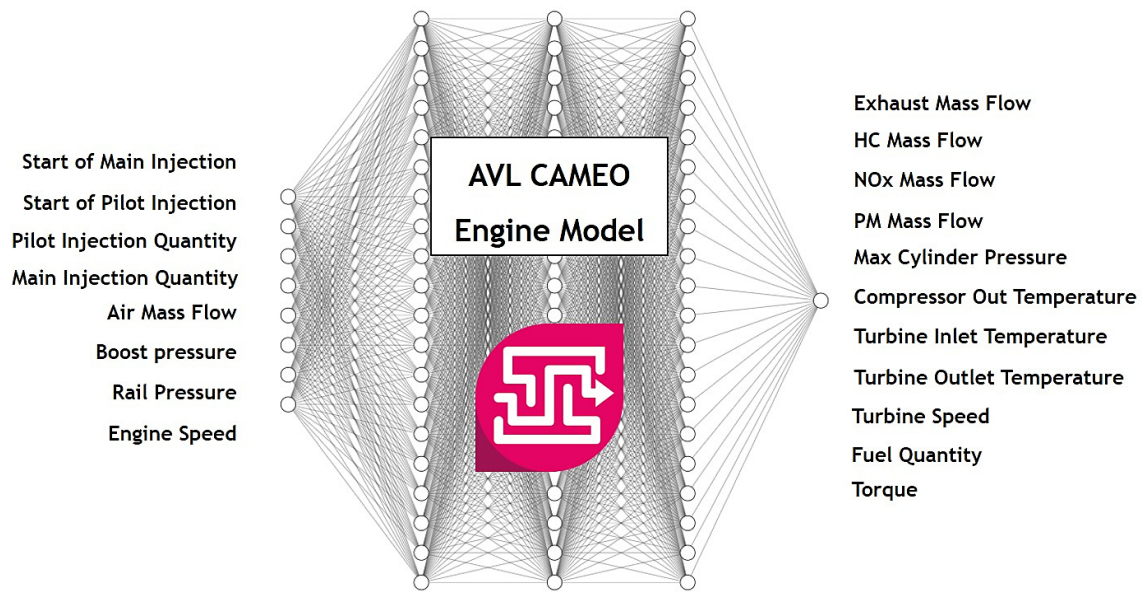 Start of Main Injection
Start of Pilot Injection
Pilot Injection Quantity
Main Injection Quantity
Air Mass Flow
Boost pressure
Rail Pressure
Engine Speed
AVL CAMEO
Engine Model
Exhaust Mass Flow
HC Mass Flow
NOx Mass Flow
PM Mass Flow
Max Cylinder Pressure
Compressor Out Temperature
Turbine Inlet Temperature
Turbine Outlet Temperature
Turbine Speed
Fuel Quantity
Torque